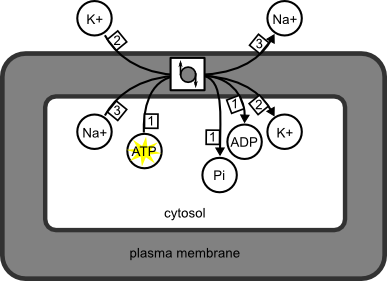 K+
Na+
2
3
Na+
3
1
ATP
1
Pi
1
ADP
2
K+
cytosol
plasma membrane